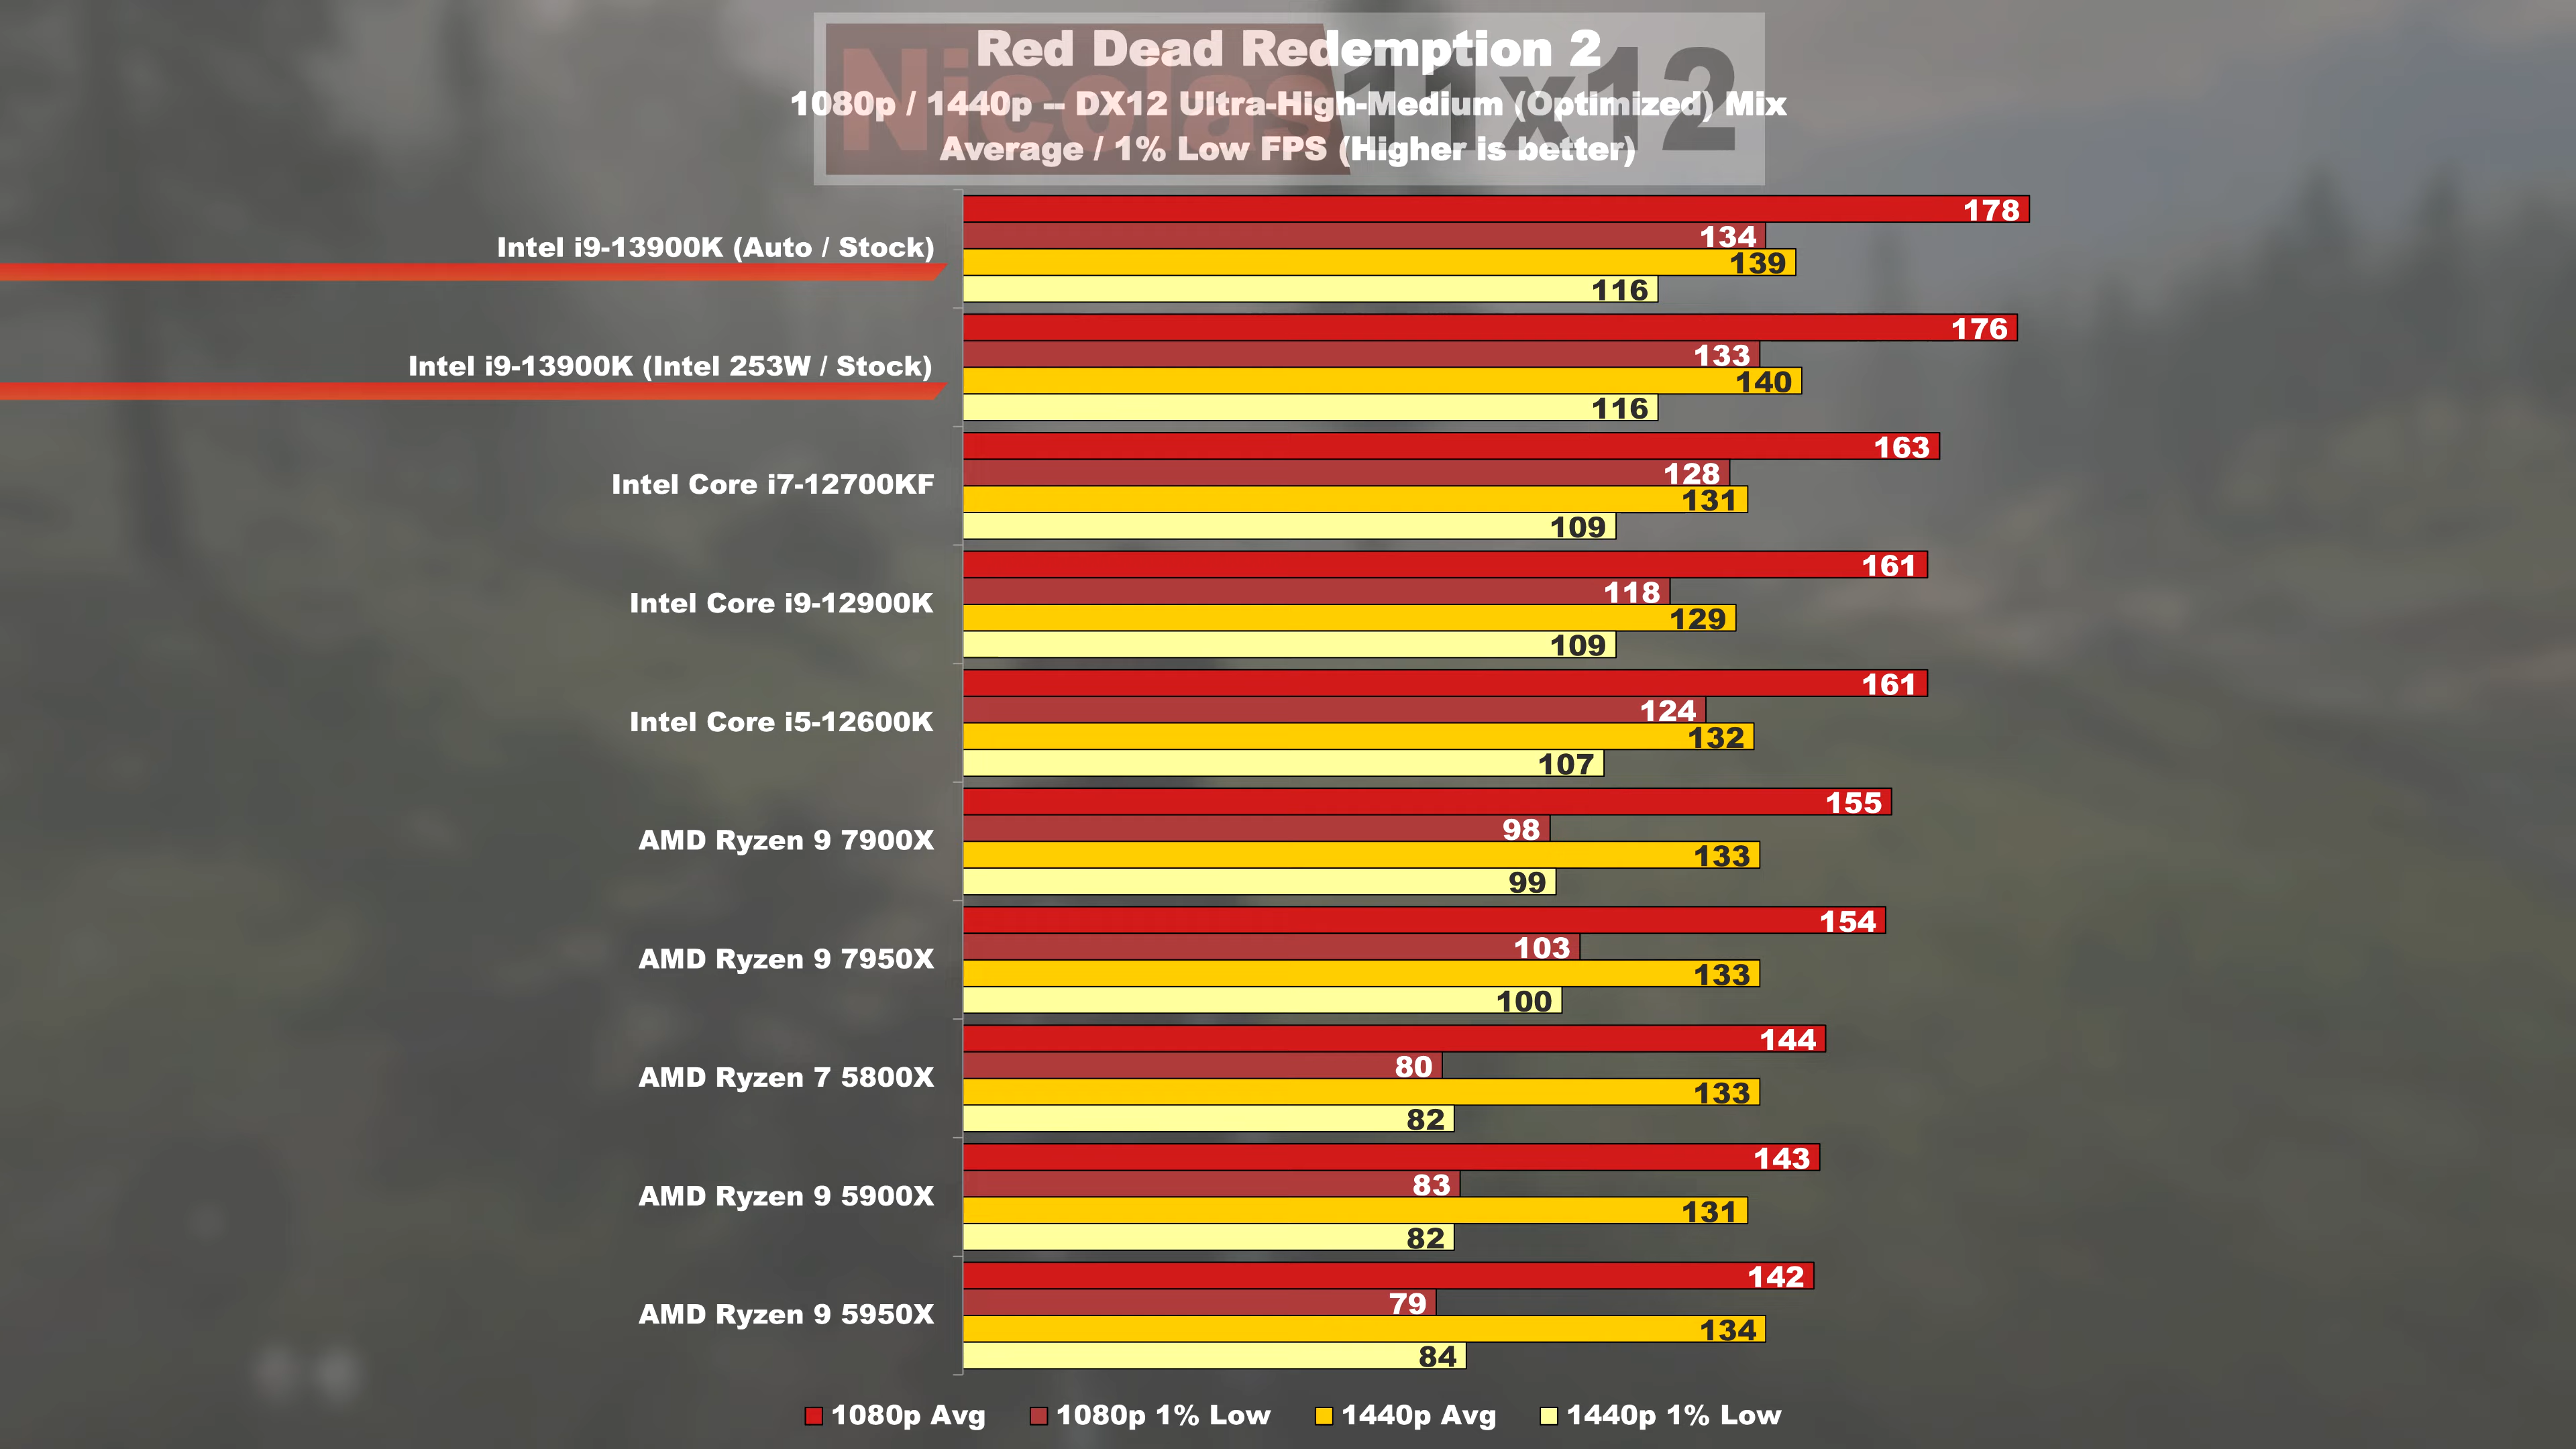 Nicolas11x12
Red Dead Redemption 2
1080p / 1440p -- DX12 Ultra-High-Medium (Optimized) Mix
Average / 1% Low FPS (Higher is better)
Intel i9-13900K (Auto / Stock)
178
134
139
116
Intel i9-13900K (Intel 253W / Stock)
176
133
140
116
Intel Core i7-12700KF
163
128
131
109
Intel Core i9-12900K
161
118
129
109
Intel Core i5-12600K
161
124
132
107
AMD Ryzen 9 7900X
155
98
133
99
AMD Ryzen 9 7950X
154
103
133
100
AMD Ryzen 7 5800X
144
80
133
82
AMD Ryzen 9 5900X
143
83
131
82
AMD Ryzen 9 5950X
142
79
134
84
1080p Avg 1080p 1% Low 1440p Avg 1440p 1% Low